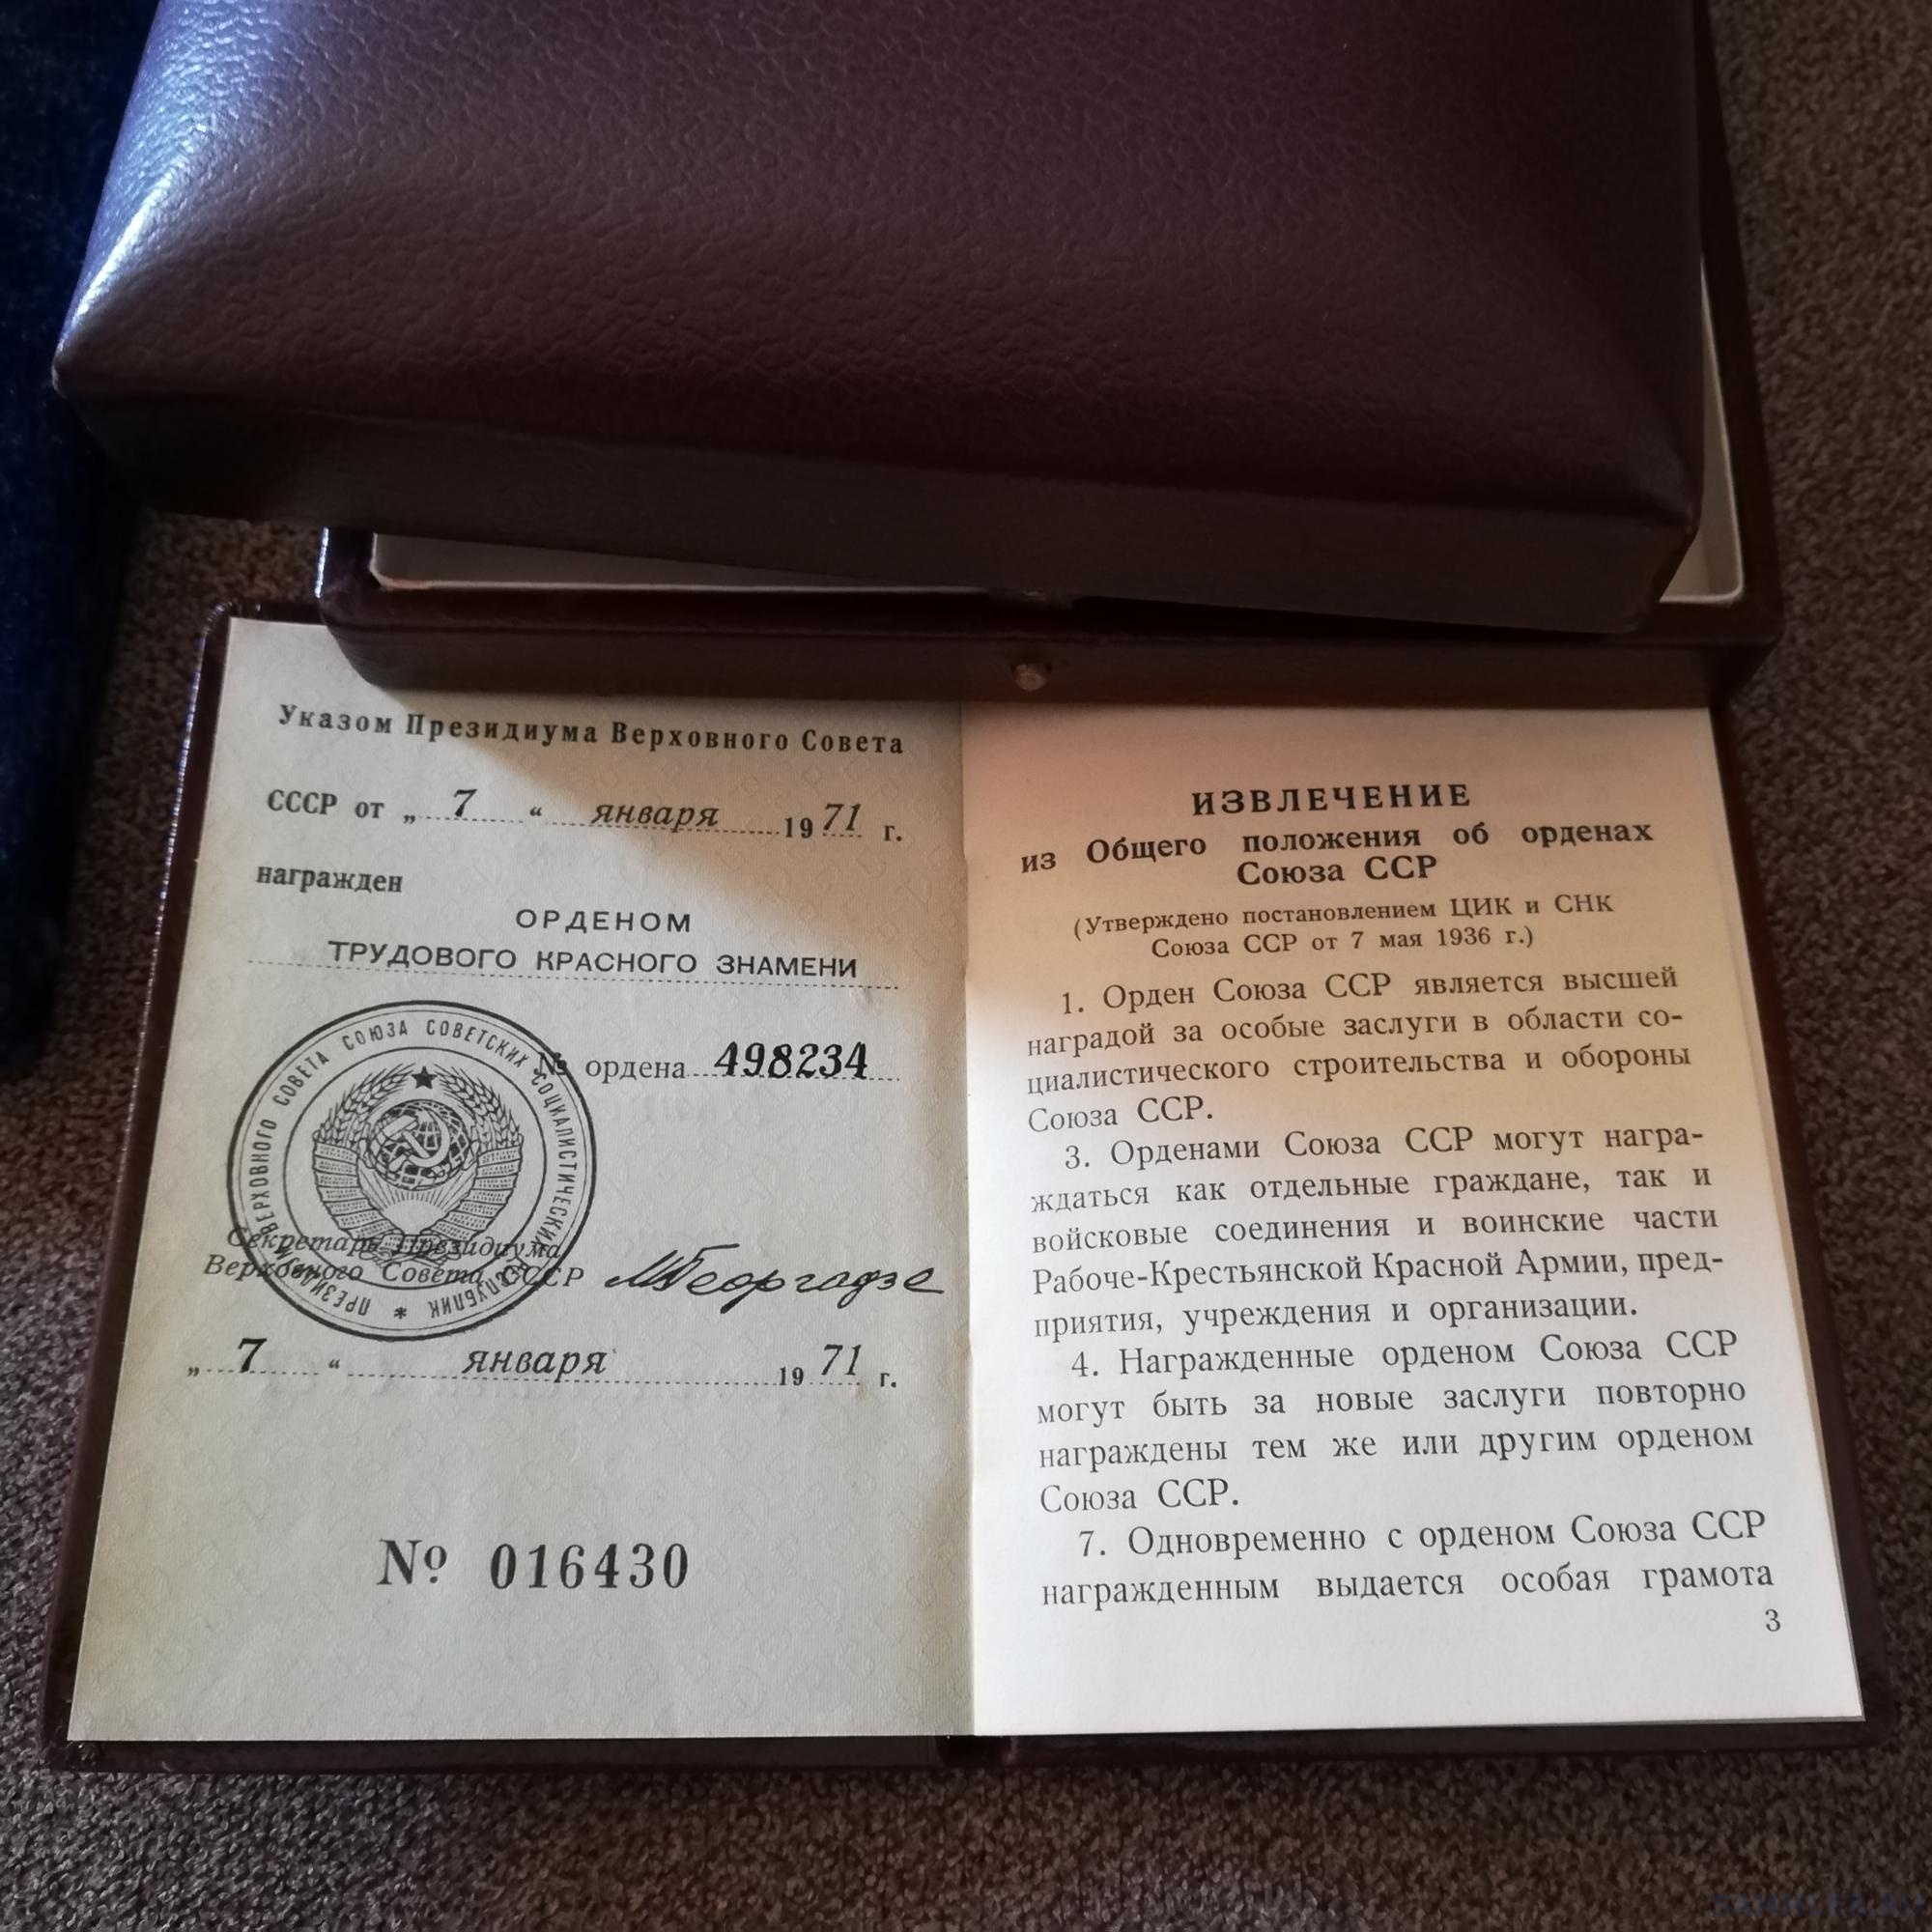 Указом Президиума Верховного Совета
СССР от „ 7 “ января 19 71 г.
награжден
ОРДЕНОМ
ТРУДОВОГО КРАСНОГО ЗНАМЕНИ
№ ордена 498234
ПРЕЗИДИУМ ВЕРХОВНОГО СОВЕТА СОЮЗА СОВЕТСКИХ СОЦИАЛИСТИЧЕСКИХ РЕСПУБЛИК *
Секретарь Президиума
Верховного Совета СССР МГеоргадзе
„ 7 “ января 19 71 г.
№ 016430
ИЗВЛЕЧЕНИЕ
из Общего положения об орденах
Союза ССР
(Утверждено постановлением ЦИК и СНК
Союза ССР от 7 мая 1936 г.)
1. Орден Союза ССР является высшей
наградой за особые заслуги в области со-
циалистического строительства и обороны
Союза ССР.
3. Орденами Союза ССР могут награ-
ждаться как отдельные граждане, так и
войсковые соединения и воинские части
Рабоче-Крестьянской Красной Армии, пред-
приятия, учреждения и организации.
4. Награжденные орденом Союза ССР
могут быть за новые заслуги повторно
награждены тем же или другим орденом
Союза ССР.
7. Одновременно с орденом Союза ССР
награжденным выдается особая грамота
3
SAMMLER.RU